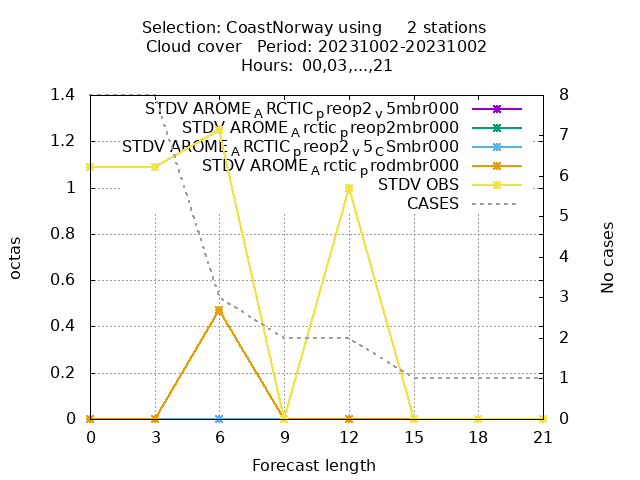 Selection: CoastNorway using 2 stations
Cloud cover Period: 20231002-20231002
Hours: 00,03,...,21
1.4
1.2
1
0.8
0.6
0.4
0.2
0
8
7
6
5
4
3
2
1
0
STDV AROME_ARCTIC_preop2_v5mbr000
STDV AROME_Arctic_preop2mbr000
STDV AROME_ARCTIC_preop2_v5_CSmbr000
STDV AROME_Arctic_prodmbr000
STDV OBS
CASES
octas
No cases
0 3 6 9 12 15 18 21
Forecast length